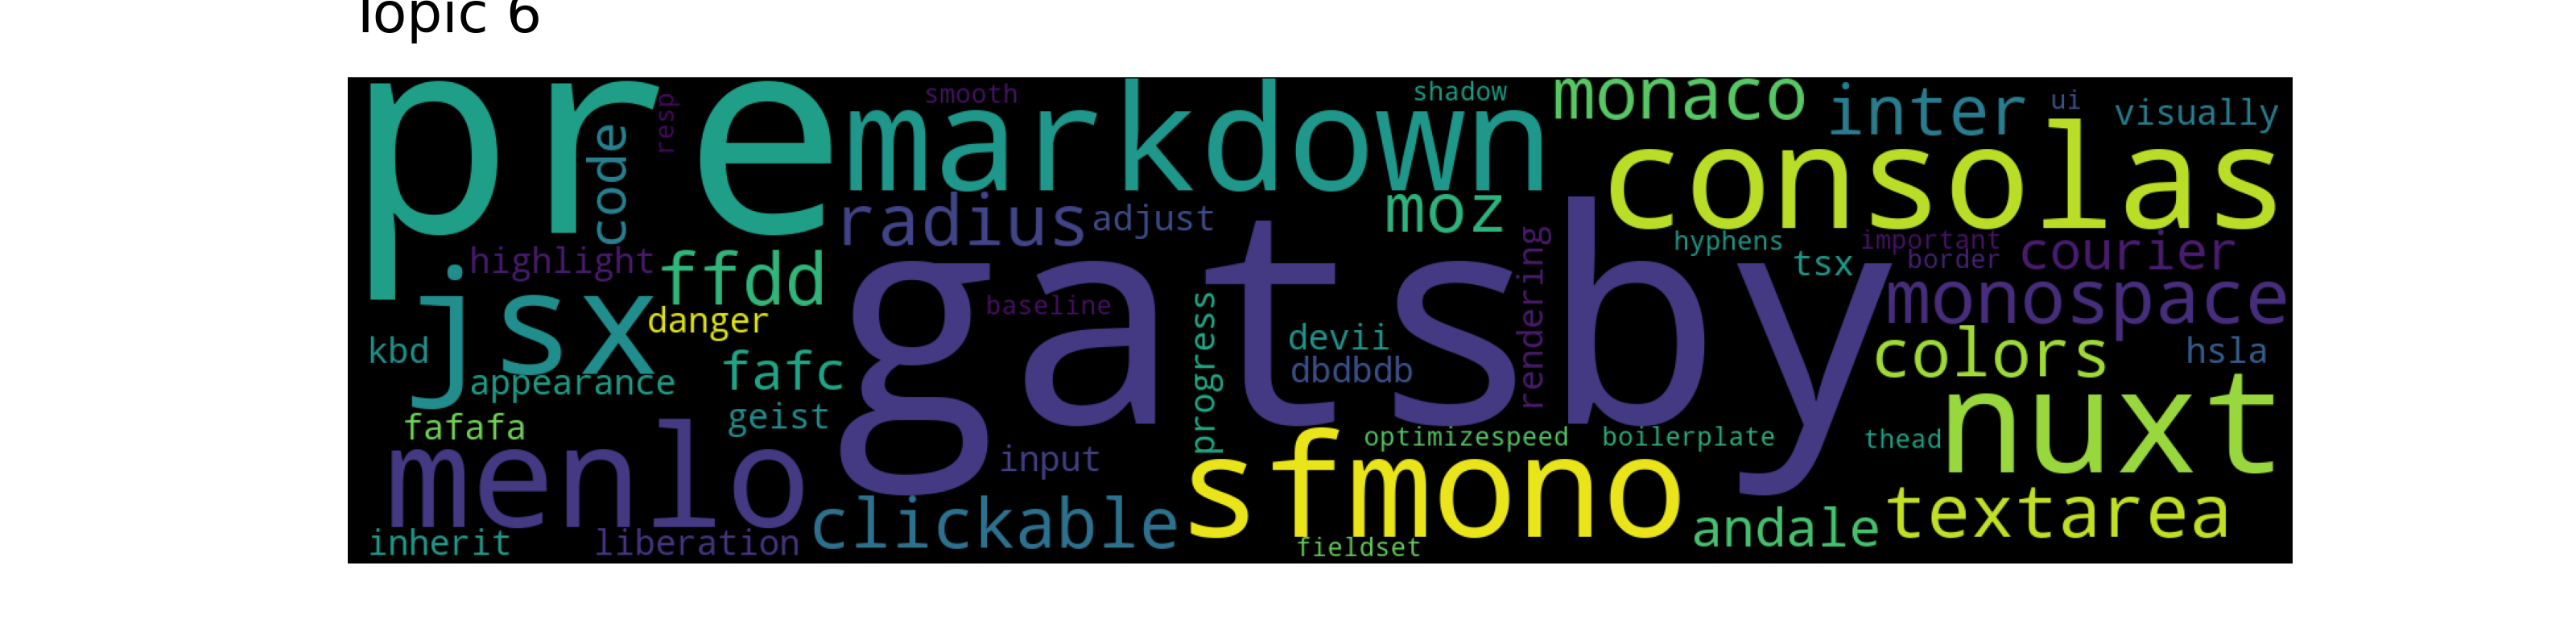 Topic 6
pre
code
resp
smooth
markdown
shadow
monaco
inter
ui
visually
consolas
radius
adjust
moz
highlight
ffdd
gatsby
rendering
hyphens
tsx
important
border
courier
jsx
danger
baseline
progress
devii
dbdbdb
monospace
kbd
appearance
fafc
colors
hsla
fafafa
geist
menlo
input
optimizespeed
boilerplate
thead
nuxt
inherit
liberation
clickable
sfmono
fieldset
andale
textarea